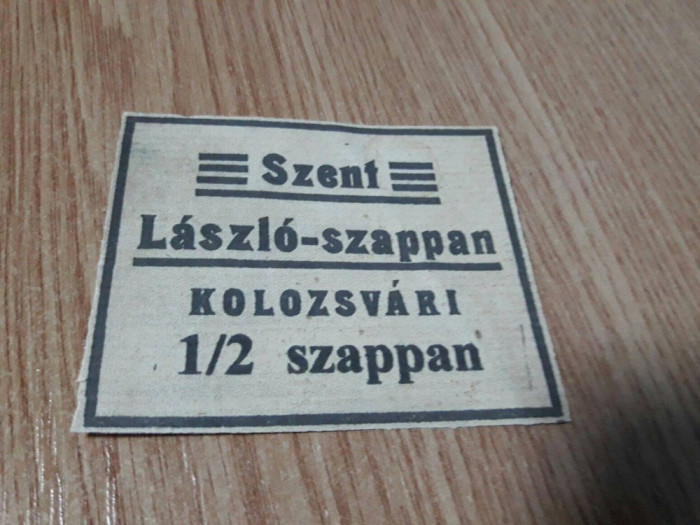 Szent
László-szappan
KOLOZSVÁRI
1/2 szappan